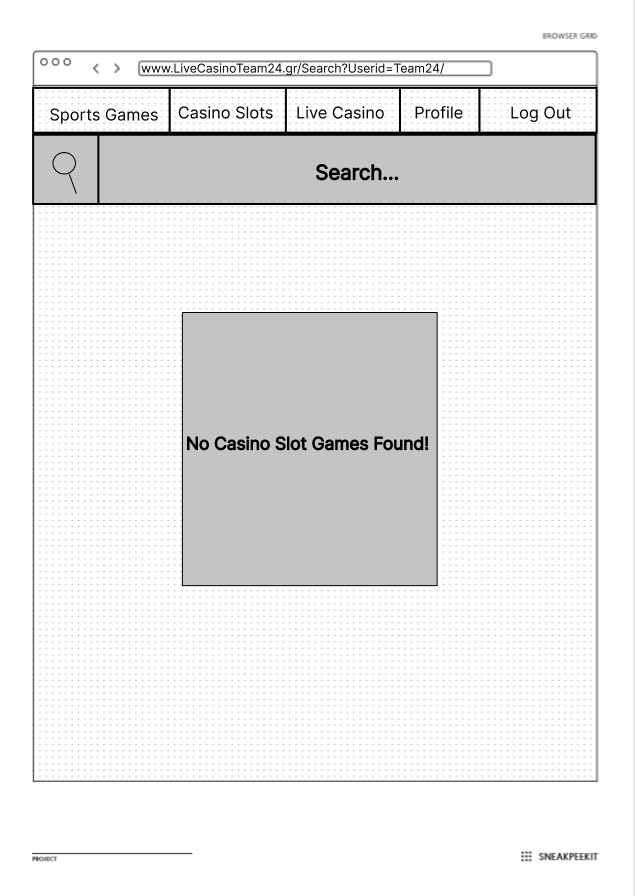 BROWSER GRID
www.LiveCasinoTeam24.gr/Search?Userid=Team24/
Sports Games
Casino Slots
Live Casino
Profile
Log Out
Search...
No Casino Slot Games Found!
PROJECT
SNEAKPEEKIT